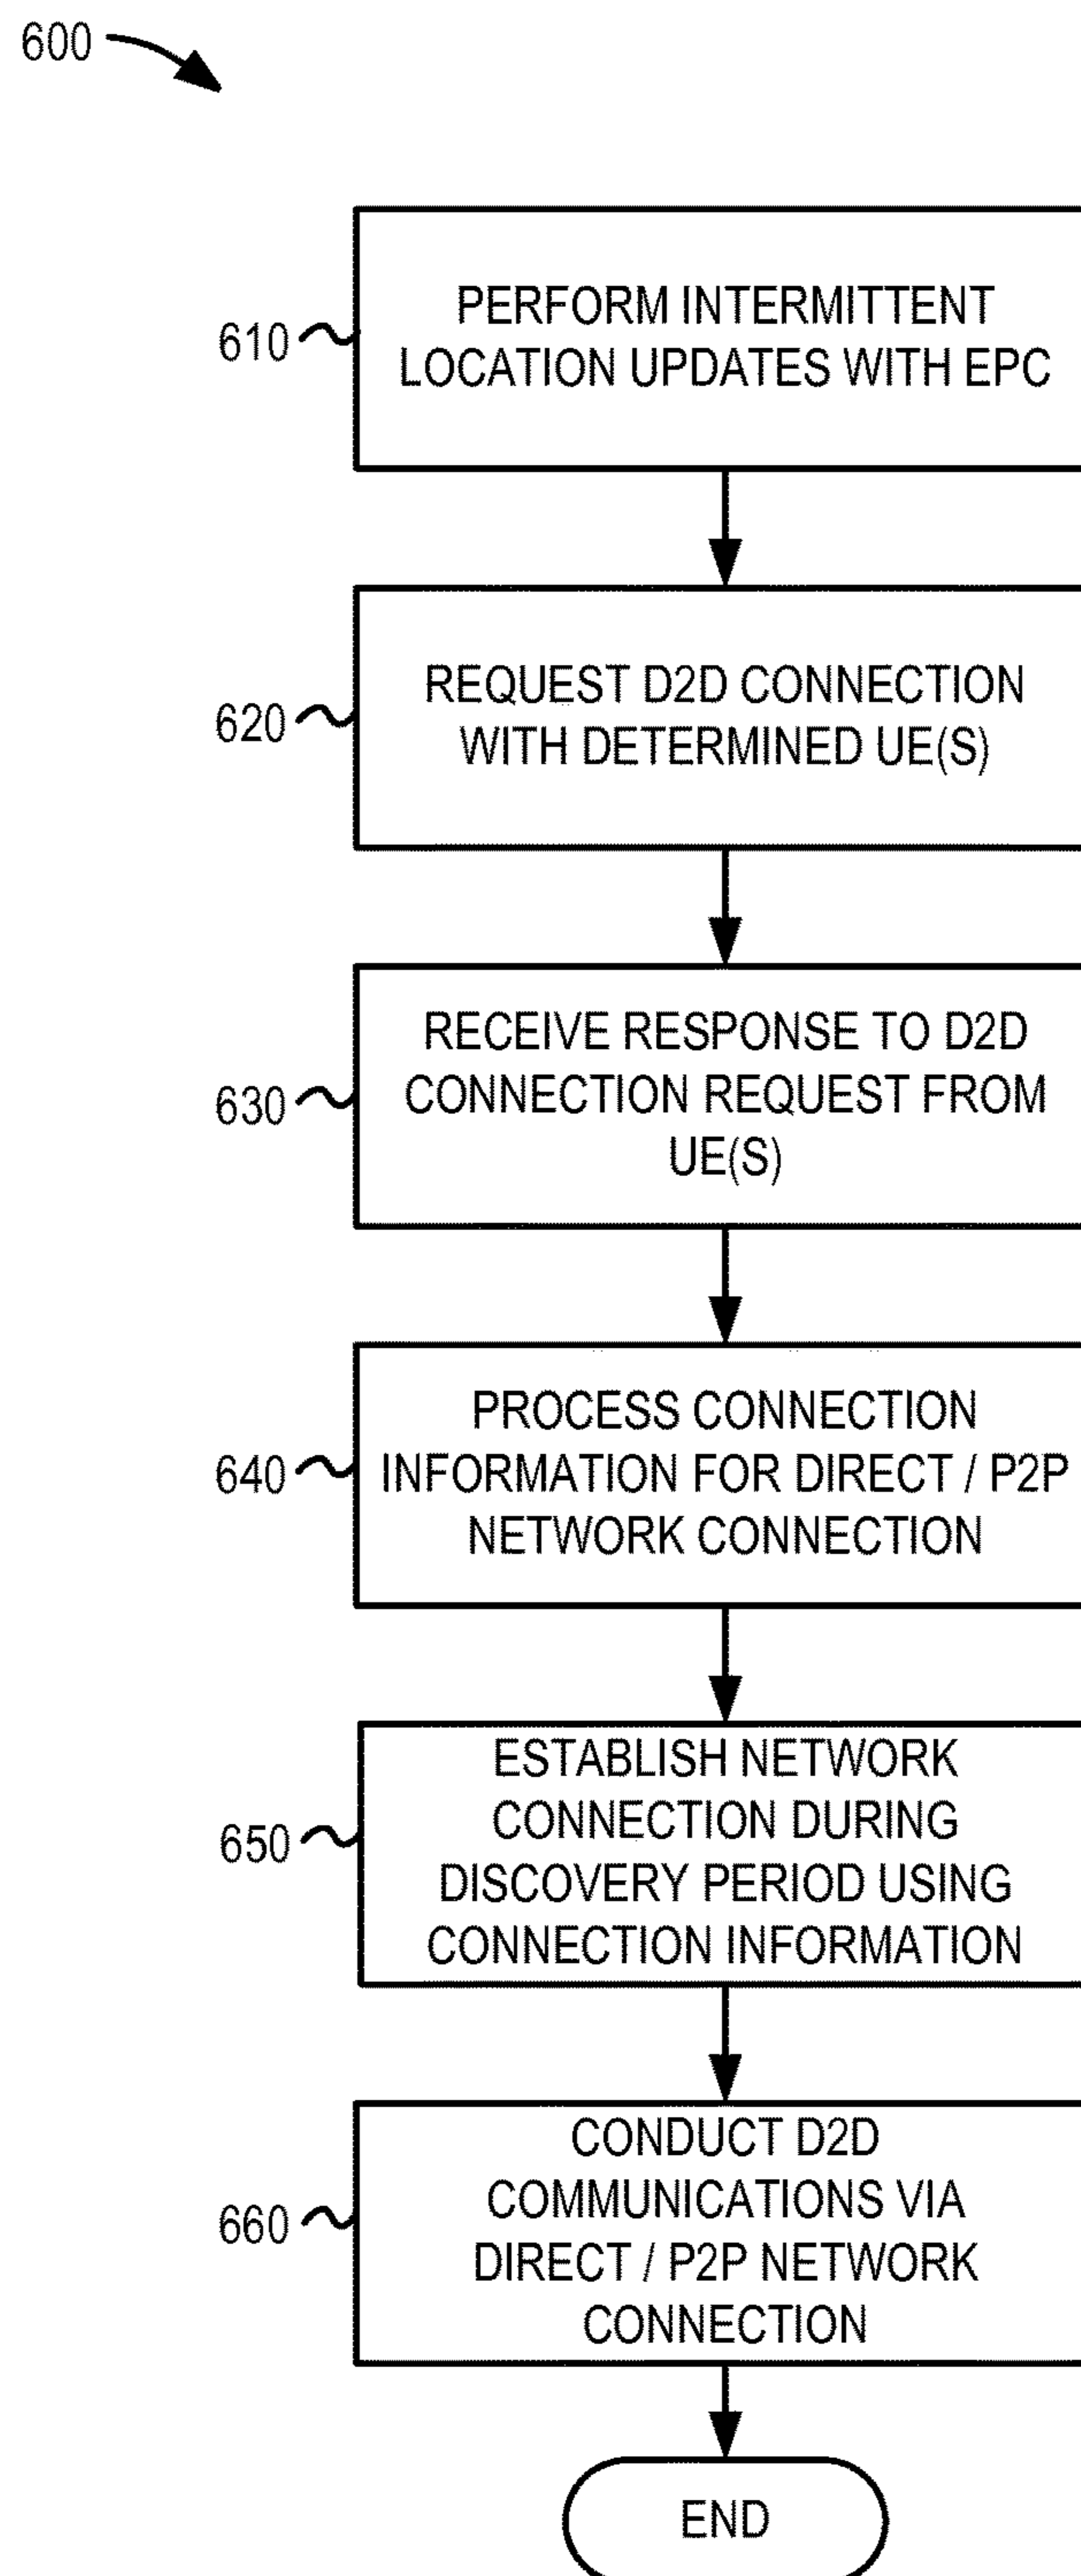 600
610
PERFORM INTERMITTENT
LOCATION UPDATES WITH EPC
620
REQUEST D2D CONNECTION
WITH DETERMINED UE(S)
630
RECEIVE RESPONSE TO D2D
CONNECTION REQUEST FROM
UE(S)
640
PROCESS CONNECTION
INFORMATION FOR DIRECT / P2P
NETWORK CONNECTION
650
ESTABLISH NETWORK
CONNECTION DURING
DISCOVERY PERIOD USING
CONNECTION INFORMATION
660
CONDUCT D2D
COMMUNICATIONS VIA
DIRECT / P2P NETWORK
CONNECTION
END